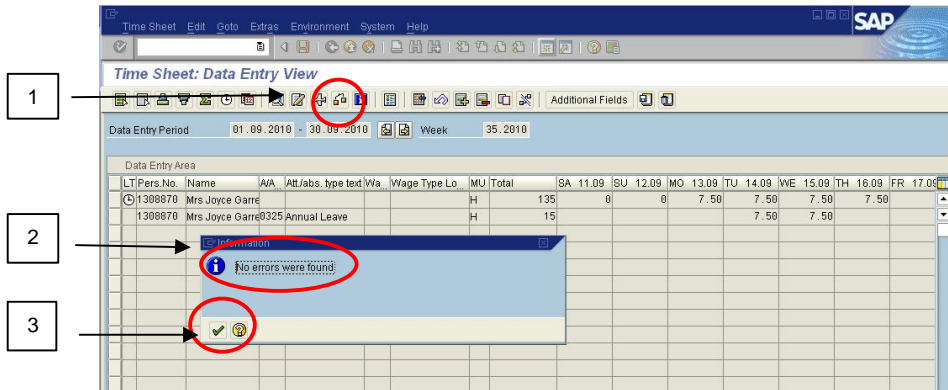 Time Sheet Edit Goto Extras Environment System Help
SAP
Time Sheet: Data Entry View
1
Additional Fields
Data Entry Period 01.09.2010 - 30.09.2010 Week 35.2010
Data Entry Area
LT Pers.No. Name A/A... Att./abs. type text Wa... Wage Type Lo... MU Total SA 11.09 SU 12.09 MO 13.09 TU 14.09 WE 15.09 TH 16.09 FR 17.09
1308870 Mrs Joyce Garre H 135 0 0 7.50 7.50 7.50 7.50
1308870 Mrs Joyce Garre 0325 Annual Leave H 15 7.50 7.50
2
Information
No errors were found
3